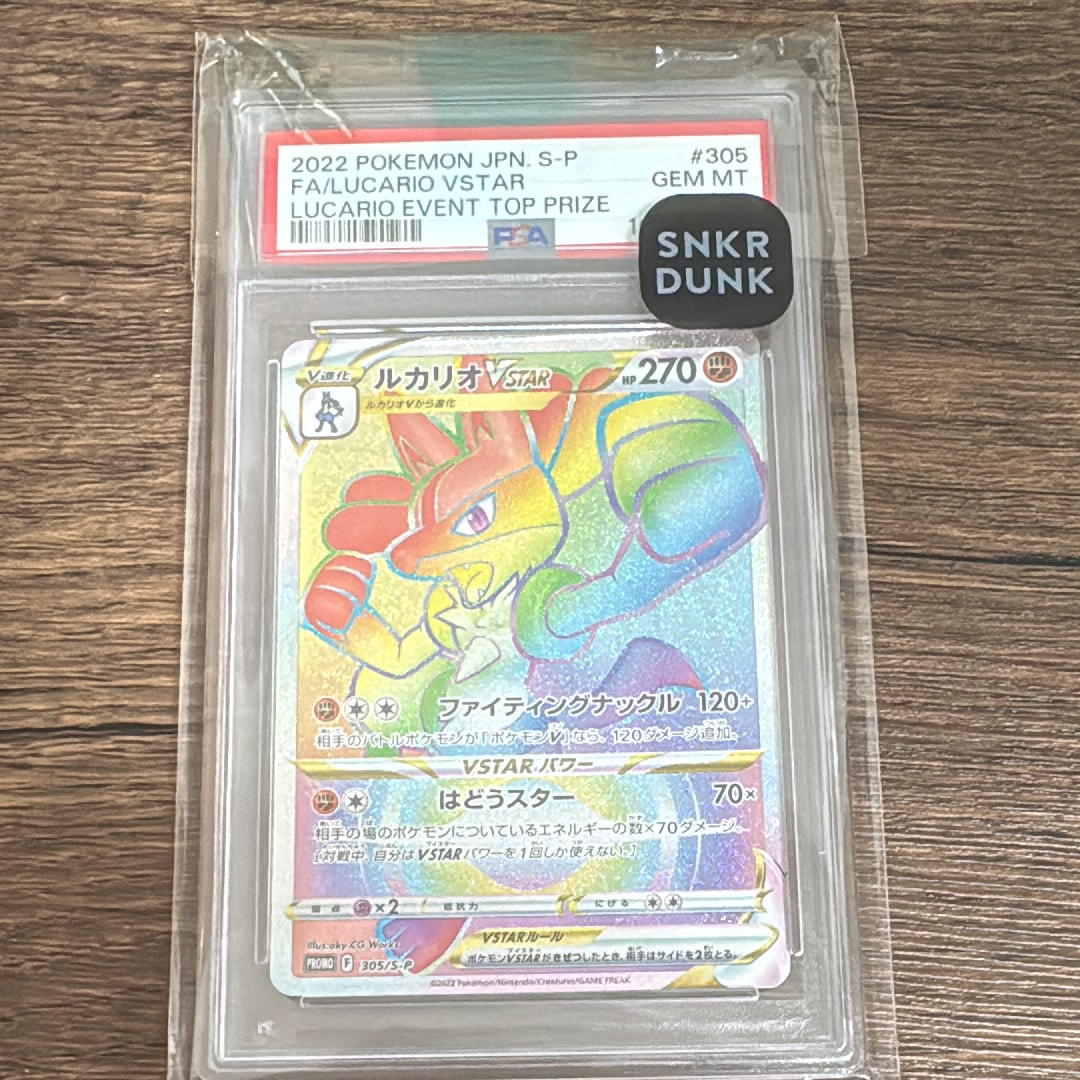 2022 POKEMON JPN. S-P #305
FA/LUCARIO VSTAR GEM MT
LUCARIO EVENT TOP PRIZE 1
PSA
SNKR
DUNK
V進化
ルカリオVSTAR
HP270
ルカリオVから進化
ファイティングナックル 120+
相手のバトルポケモンが「ポケモンV」なら、120ダメージ追加。
VSTARパワー
はどうスター 70×
相手の場のポケモンについているエネルギーの数×70ダメージ。
[対戦中、自分はVSTARパワーを1回しか使えない。]
弱点 ×2 抵抗力 にげる
Illus. aky CG Works
VSTARルール
ポケモンVSTARがきぜつしたとき、相手はサイドを2枚とる。
PROMO F 305/S-P
©2022 Pokémon/Nintendo/Creatures/GAME FREAK